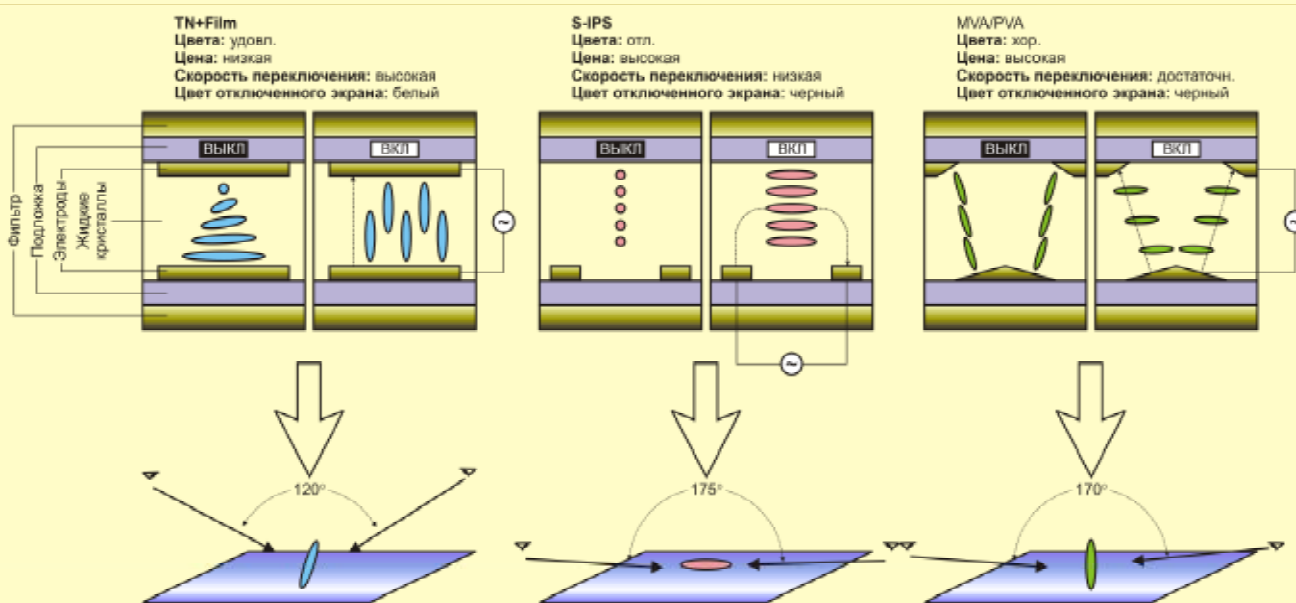 TN+Film
Цвета: удовл.
Цена: низкая
Скорость переключения: высокая
Цвет отключенного экрана: белый
S-IPS
Цвета: отл.
Цена: высокая
Скорость переключения: низкая
Цвет отключенного экрана: черный
MVA/PVA
Цвета: хор.
Цена: высокая
Скорость переключения: достаточн.
Цвет отключенного экрана: черный
Фильтр
Подложка
Электроды
Жидкие
кристаллы
ВЫКЛ
ВКЛ
~
ВЫКЛ
ВКЛ
~
ВЫКЛ
ВКЛ
~
120°
175°
170°